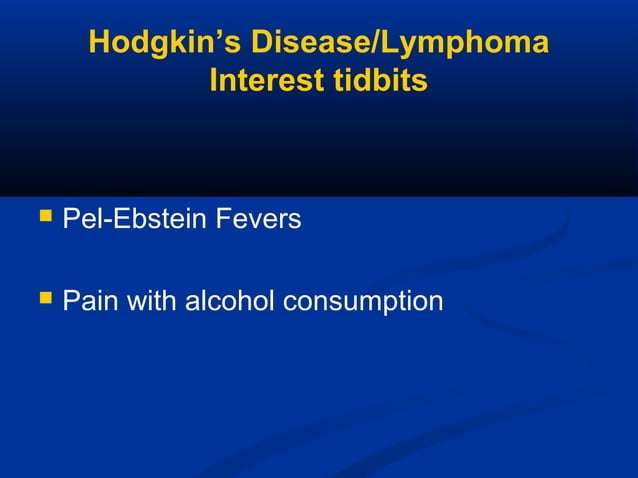 Hodgkin’s Disease/Lymphoma
Interest tidbits
Pel-Ebstein Fevers
Pain with alcohol consumption